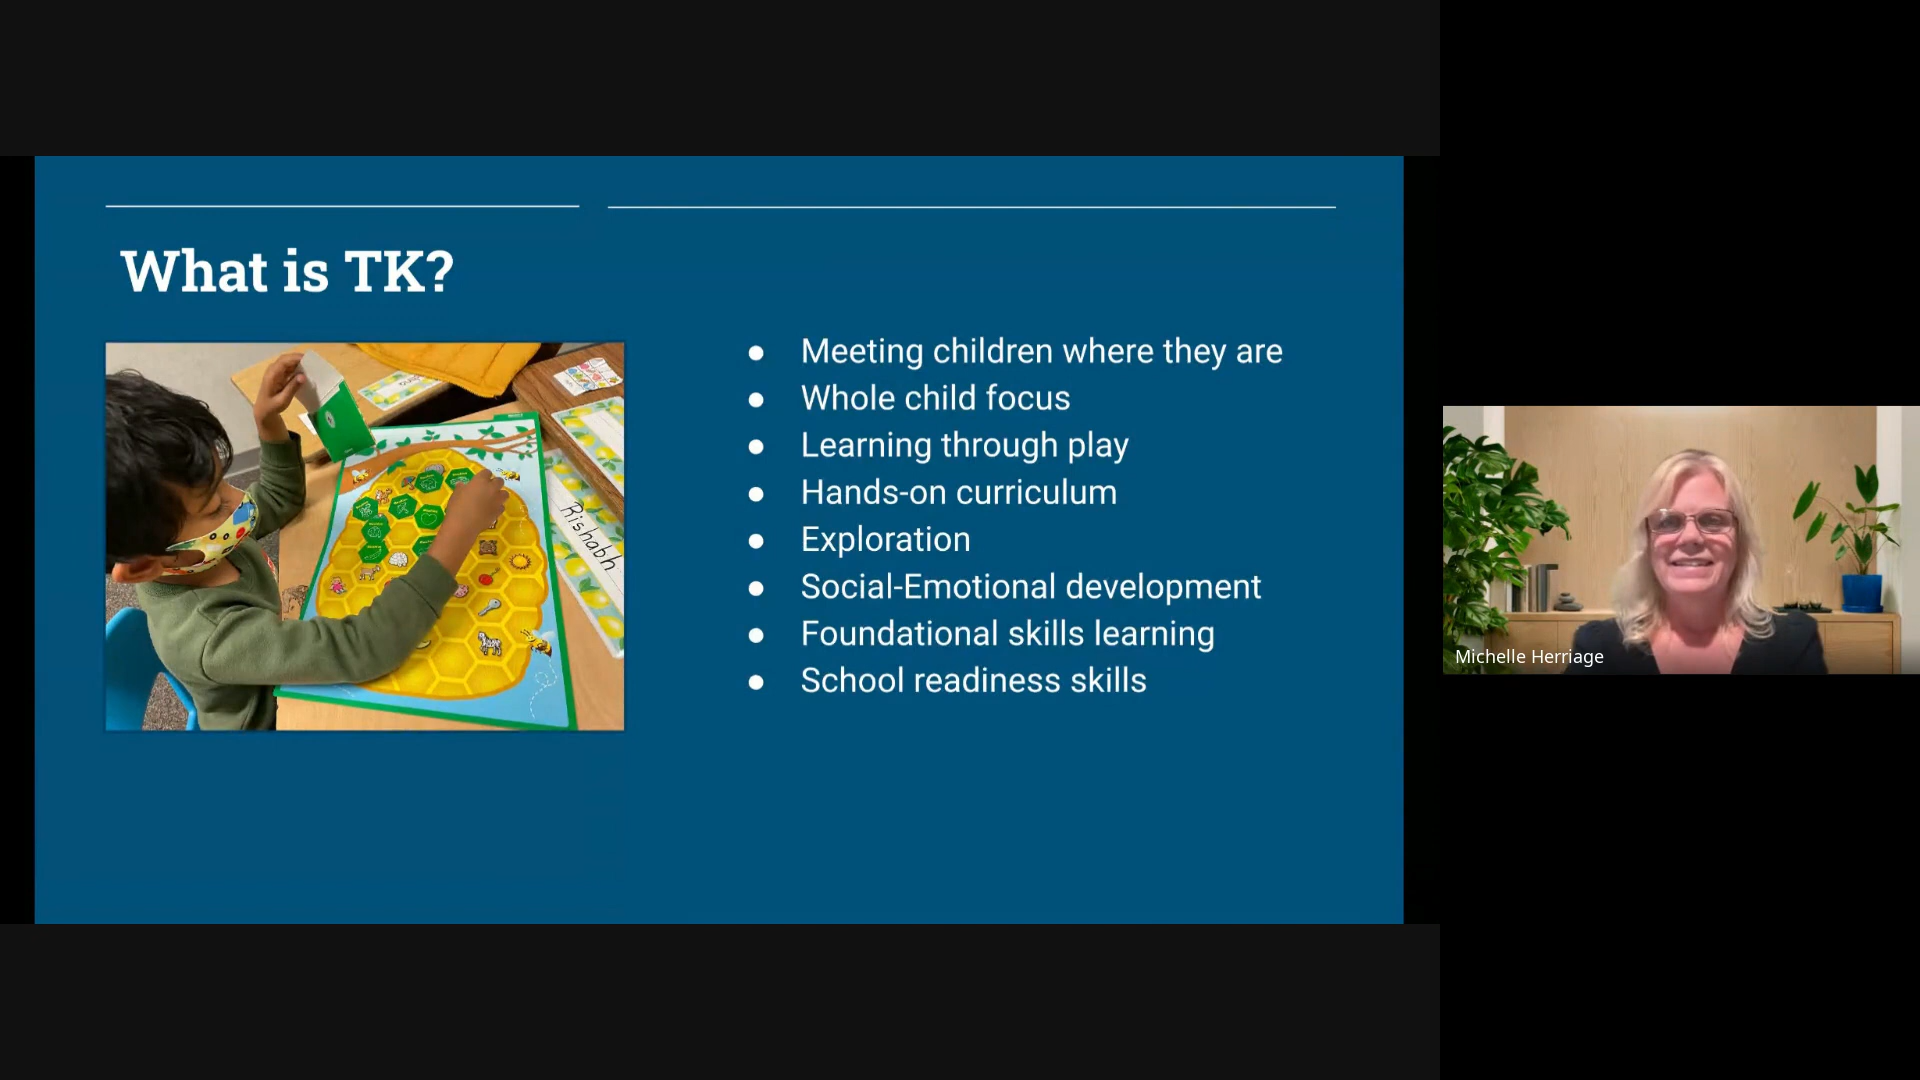 What is TK?
Rishabh
● Meeting children where they are
● Whole child focus
● Learning through play
● Hands-on curriculum
● Exploration
● Social-Emotional development
● Foundational skills learning
● School readiness skills
Michelle Herriage